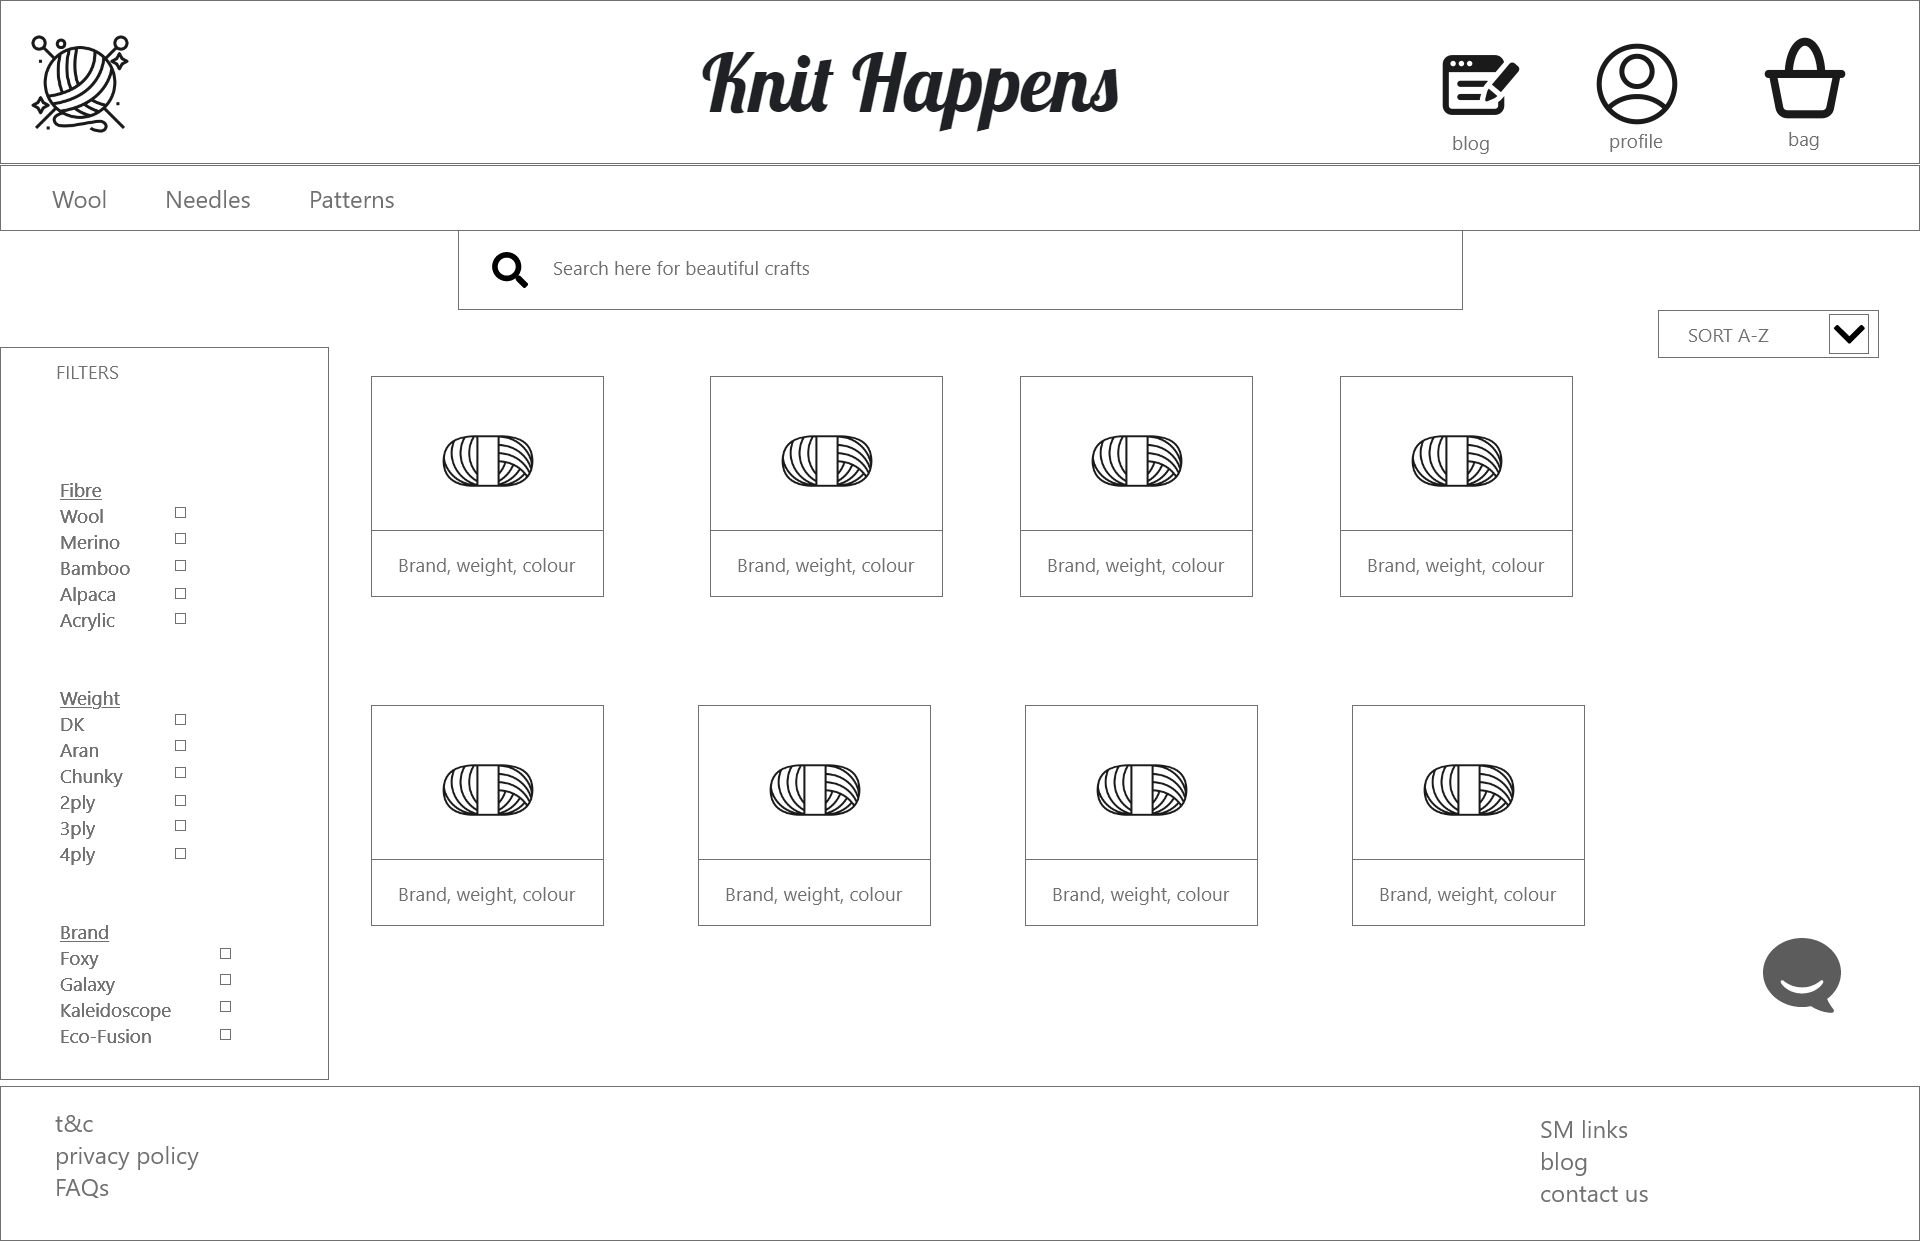 Knit Happens
blog
profile
bag
Wool
Needles
Patterns
Search here for beautiful crafts
SORT A-Z
FILTERS
Fibre
Wool
Merino
Bamboo
Alpaca
Acrylic
Weight
DK
Aran
Chunky
2ply
3ply
4ply
Brand
Foxy
Galaxy
Kaleidoscope
Eco-Fusion
Brand, weight, colour
Brand, weight, colour
Brand, weight, colour
Brand, weight, colour
Brand, weight, colour
Brand, weight, colour
Brand, weight, colour
Brand, weight, colour
t&c
privacy policy
FAQs
SM links
blog
contact us